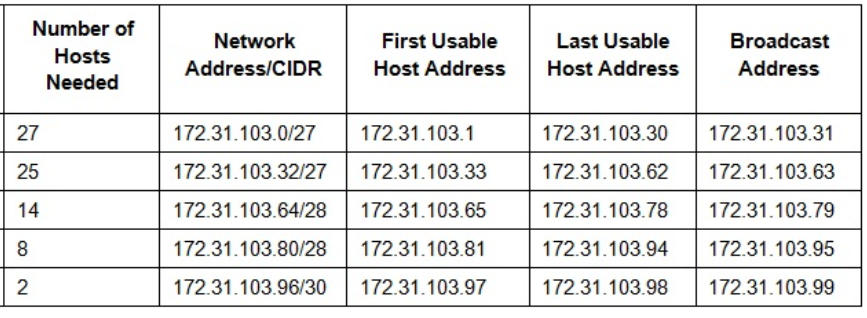 Number of Hosts Needed	Network Address/CIDR	First Usable Host Address	Last Usable Host Address	Broadcast Address
27	172.31.103.0/27	172.31.103.1	172.31.103.30	172.31.103.31
25	172.31.103.32/27	172.31.103.33	172.31.103.62	172.31.103.63
14	172.31.103.64/28	172.31.103.65	172.31.103.78	172.31.103.79
8	172.31.103.80/28	172.31.103.81	172.31.103.94	172.31.103.95
2	172.31.103.96/30	172.31.103.97	172.31.103.98	172.31.103.99